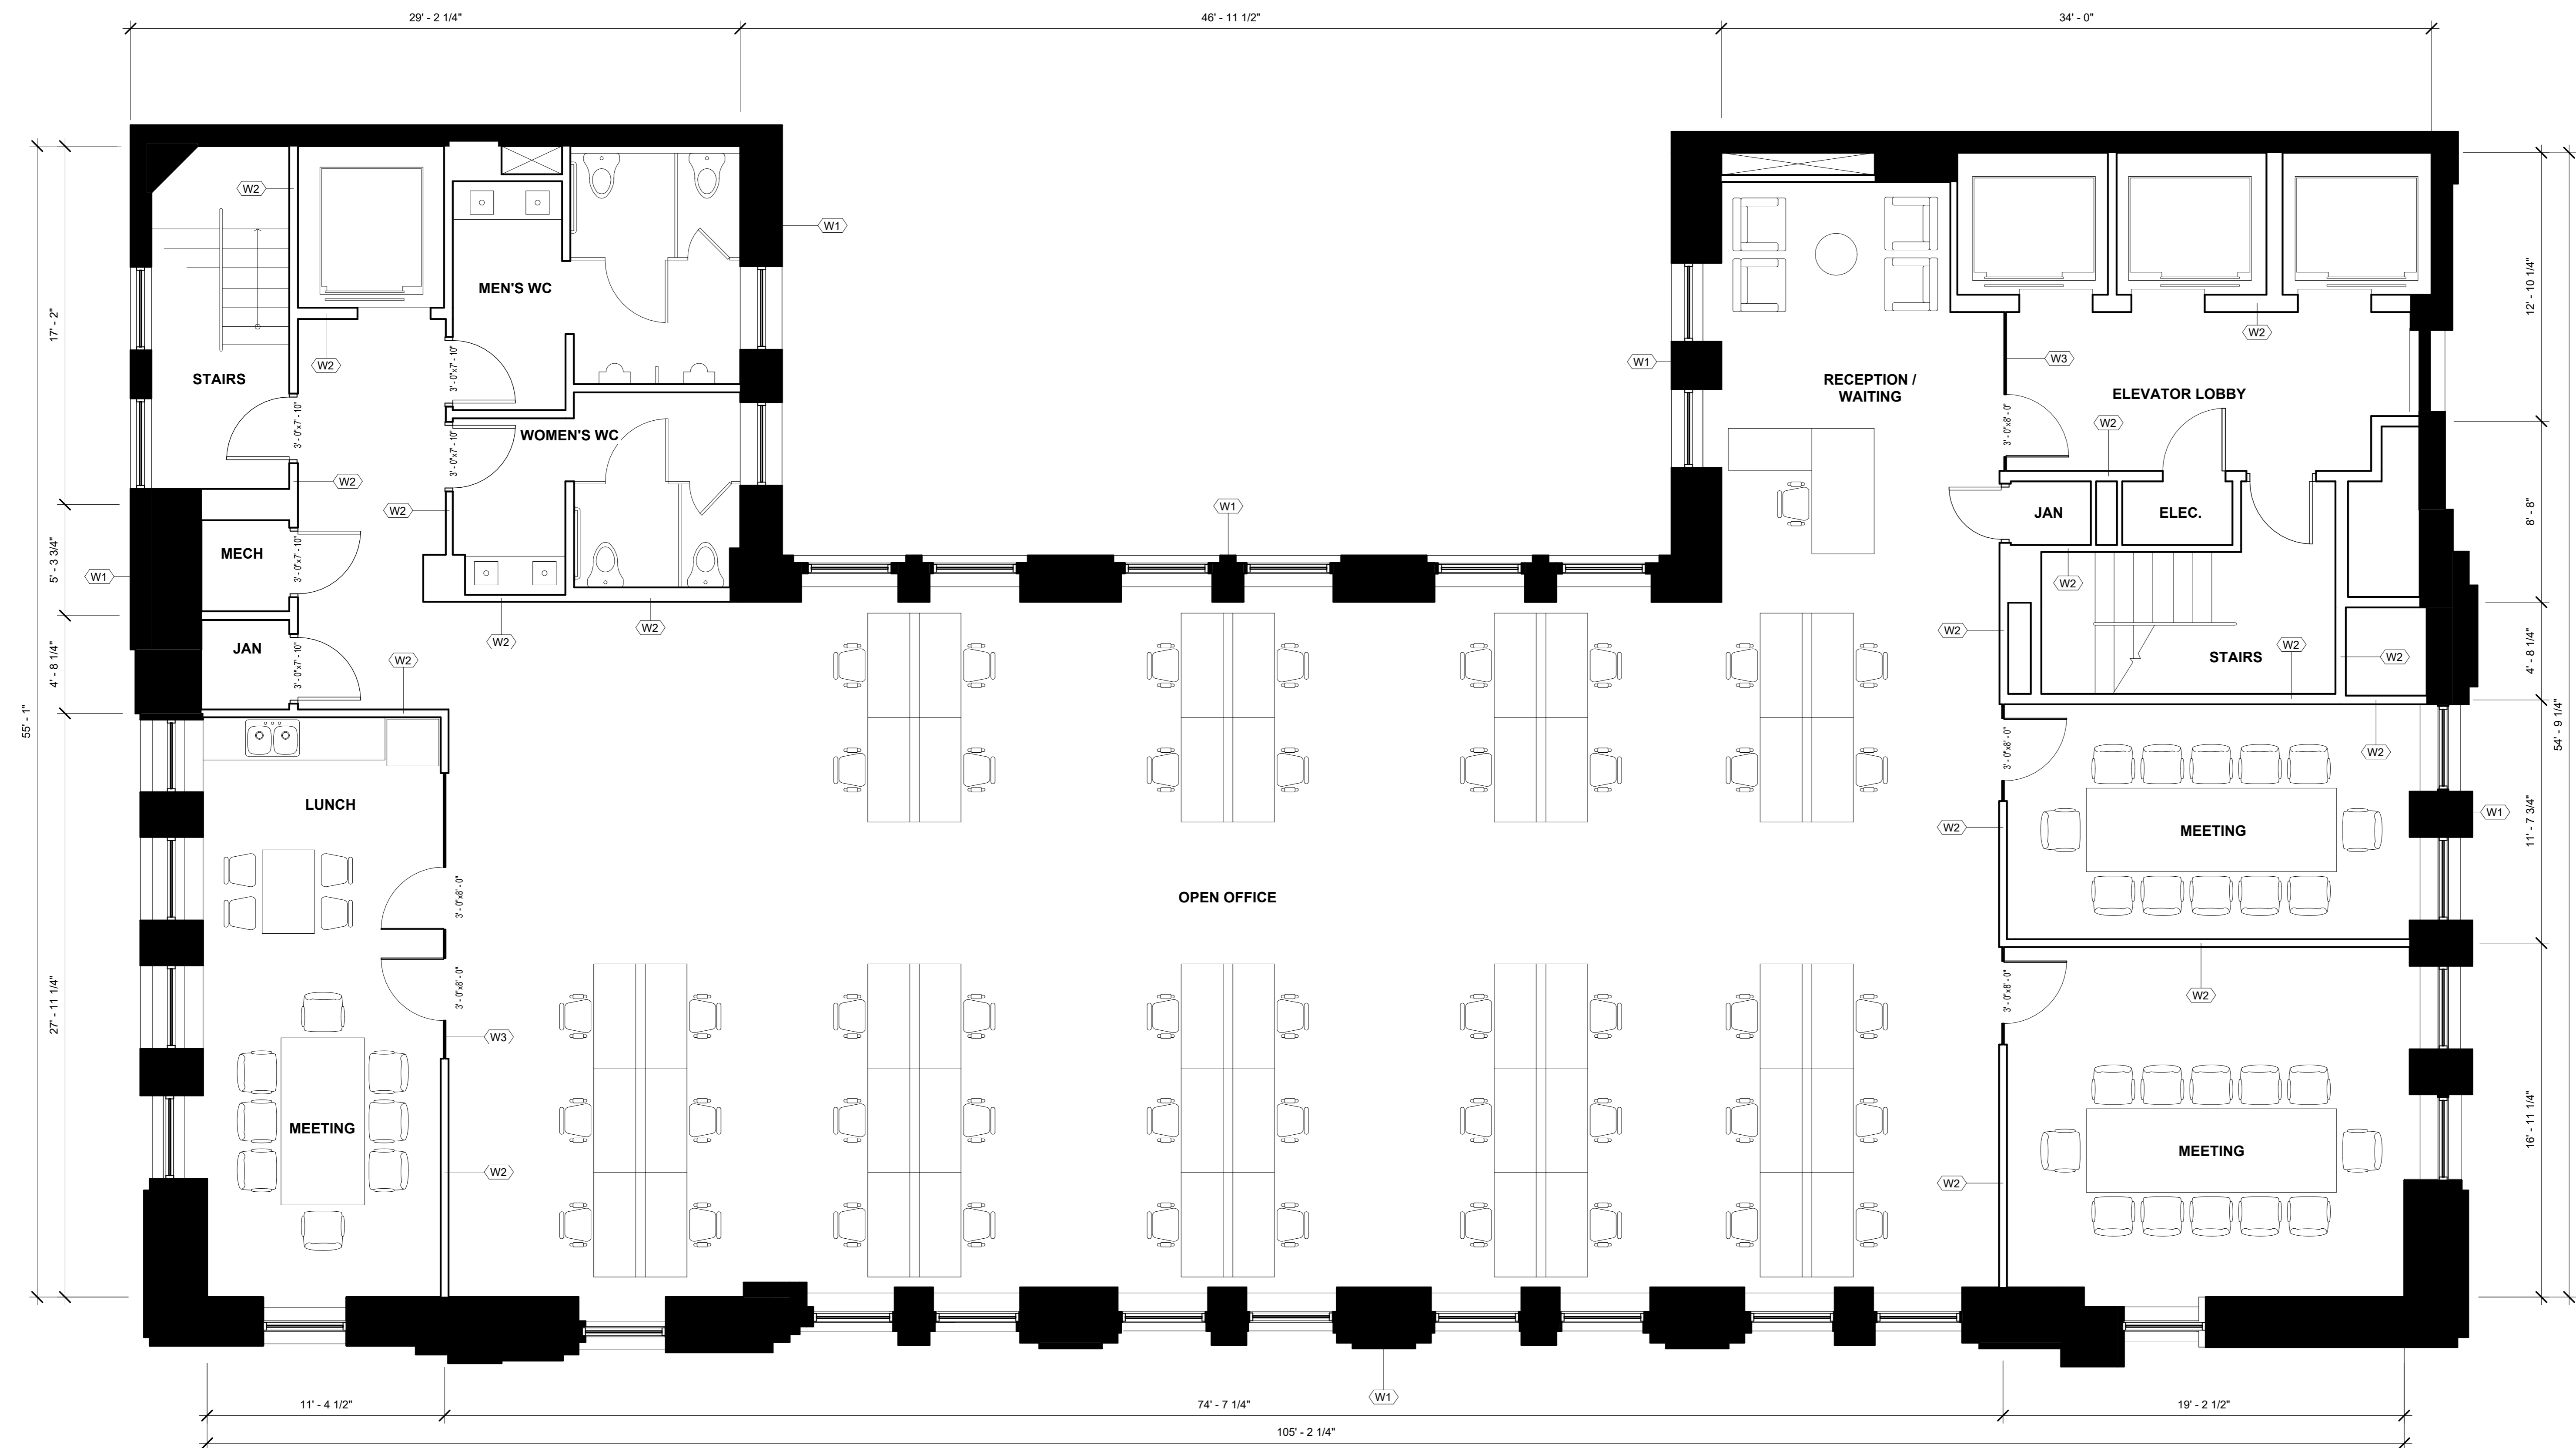 29' - 2 1/4"
46' - 11 1/2"
34' - 0"
W2
W1
MEN'S WC
17' - 2"
12' - 10 1/4"
W2
W3
W1
W2
3' - 0"x7' - 10"
STAIRS
RECEPTION /
WAITING
ELEVATOR LOBBY
3' - 0"x7' - 10"
3' - 0"x8' - 0"
W2
WOMEN'S WC
3' - 0"x7' - 10"
W2
W2
W1
JAN
ELEC.
8' - 8"
MECH
3' - 0"x7' - 10"
5' - 3 3/4"
W1
W2
W2
W2
W2
W2
JAN
3' - 0"x7' - 10"
4' - 8 1/4"
W2
STAIRS
W2
4' - 8 1/4"
55' - 1"
54' - 9 1/4"
3' - 0"x8' - 0"
W2
LUNCH
W1
W2
MEETING
11' - 7 3/4"
3' - 0"x8' - 0"
OPEN OFFICE
3' - 0"x8' - 0"
3' - 0"x8' - 0"
W2
27' - 11 1/4"
W3
MEETING
MEETING
16' - 11 1/4"
W2
W2
W1
11' - 4 1/2"
74' - 7 1/4"
19' - 2 1/2"
105' - 2 1/4"